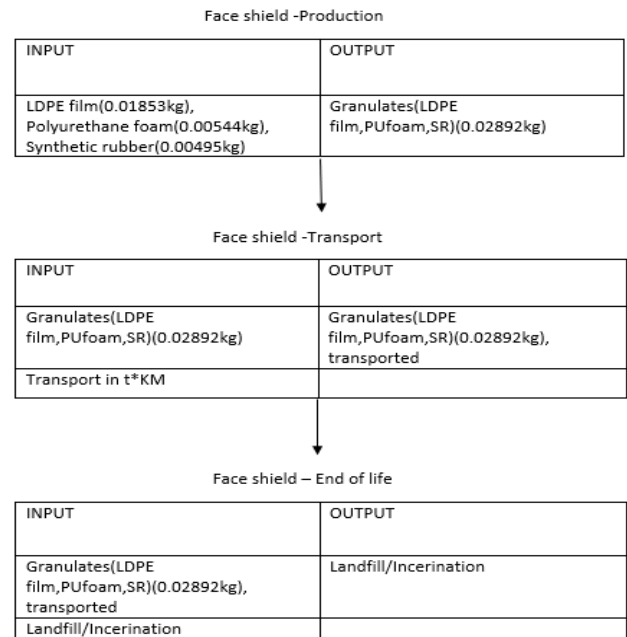 Face shield -Production
INPUT
OUTPUT
LDPE film(0.01853kg),
Polyurethane foam(0.00544kg),
Synthetic rubber(0.00495kg)
Granulates(LDPE
film,PUfoam,SR)(0.02892kg)
Face shield -Transport
INPUT
OUTPUT
Granulates(LDPE
film,PUfoam,SR)(0.02892kg)
Granulates(LDPE
film,PUfoam,SR)(0.02892kg),
transported
Transport in t*KM
Face shield – End of life
INPUT
OUTPUT
Granulates(LDPE
film,PUfoam,SR)(0.02892kg),
transported
Landfill/Incerination
Landfill/Incerination